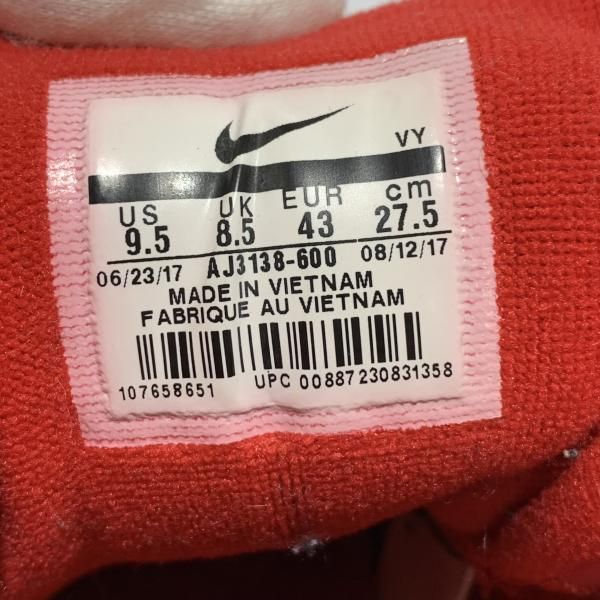 VY
US UK EUR cm
9.5 8.5 43 27.5
06/23/17 AJ3138-600 08/12/17
MADE IN VIETNAM
FABRIQUE AU VIETNAM
107658651 UPC 00887230831358